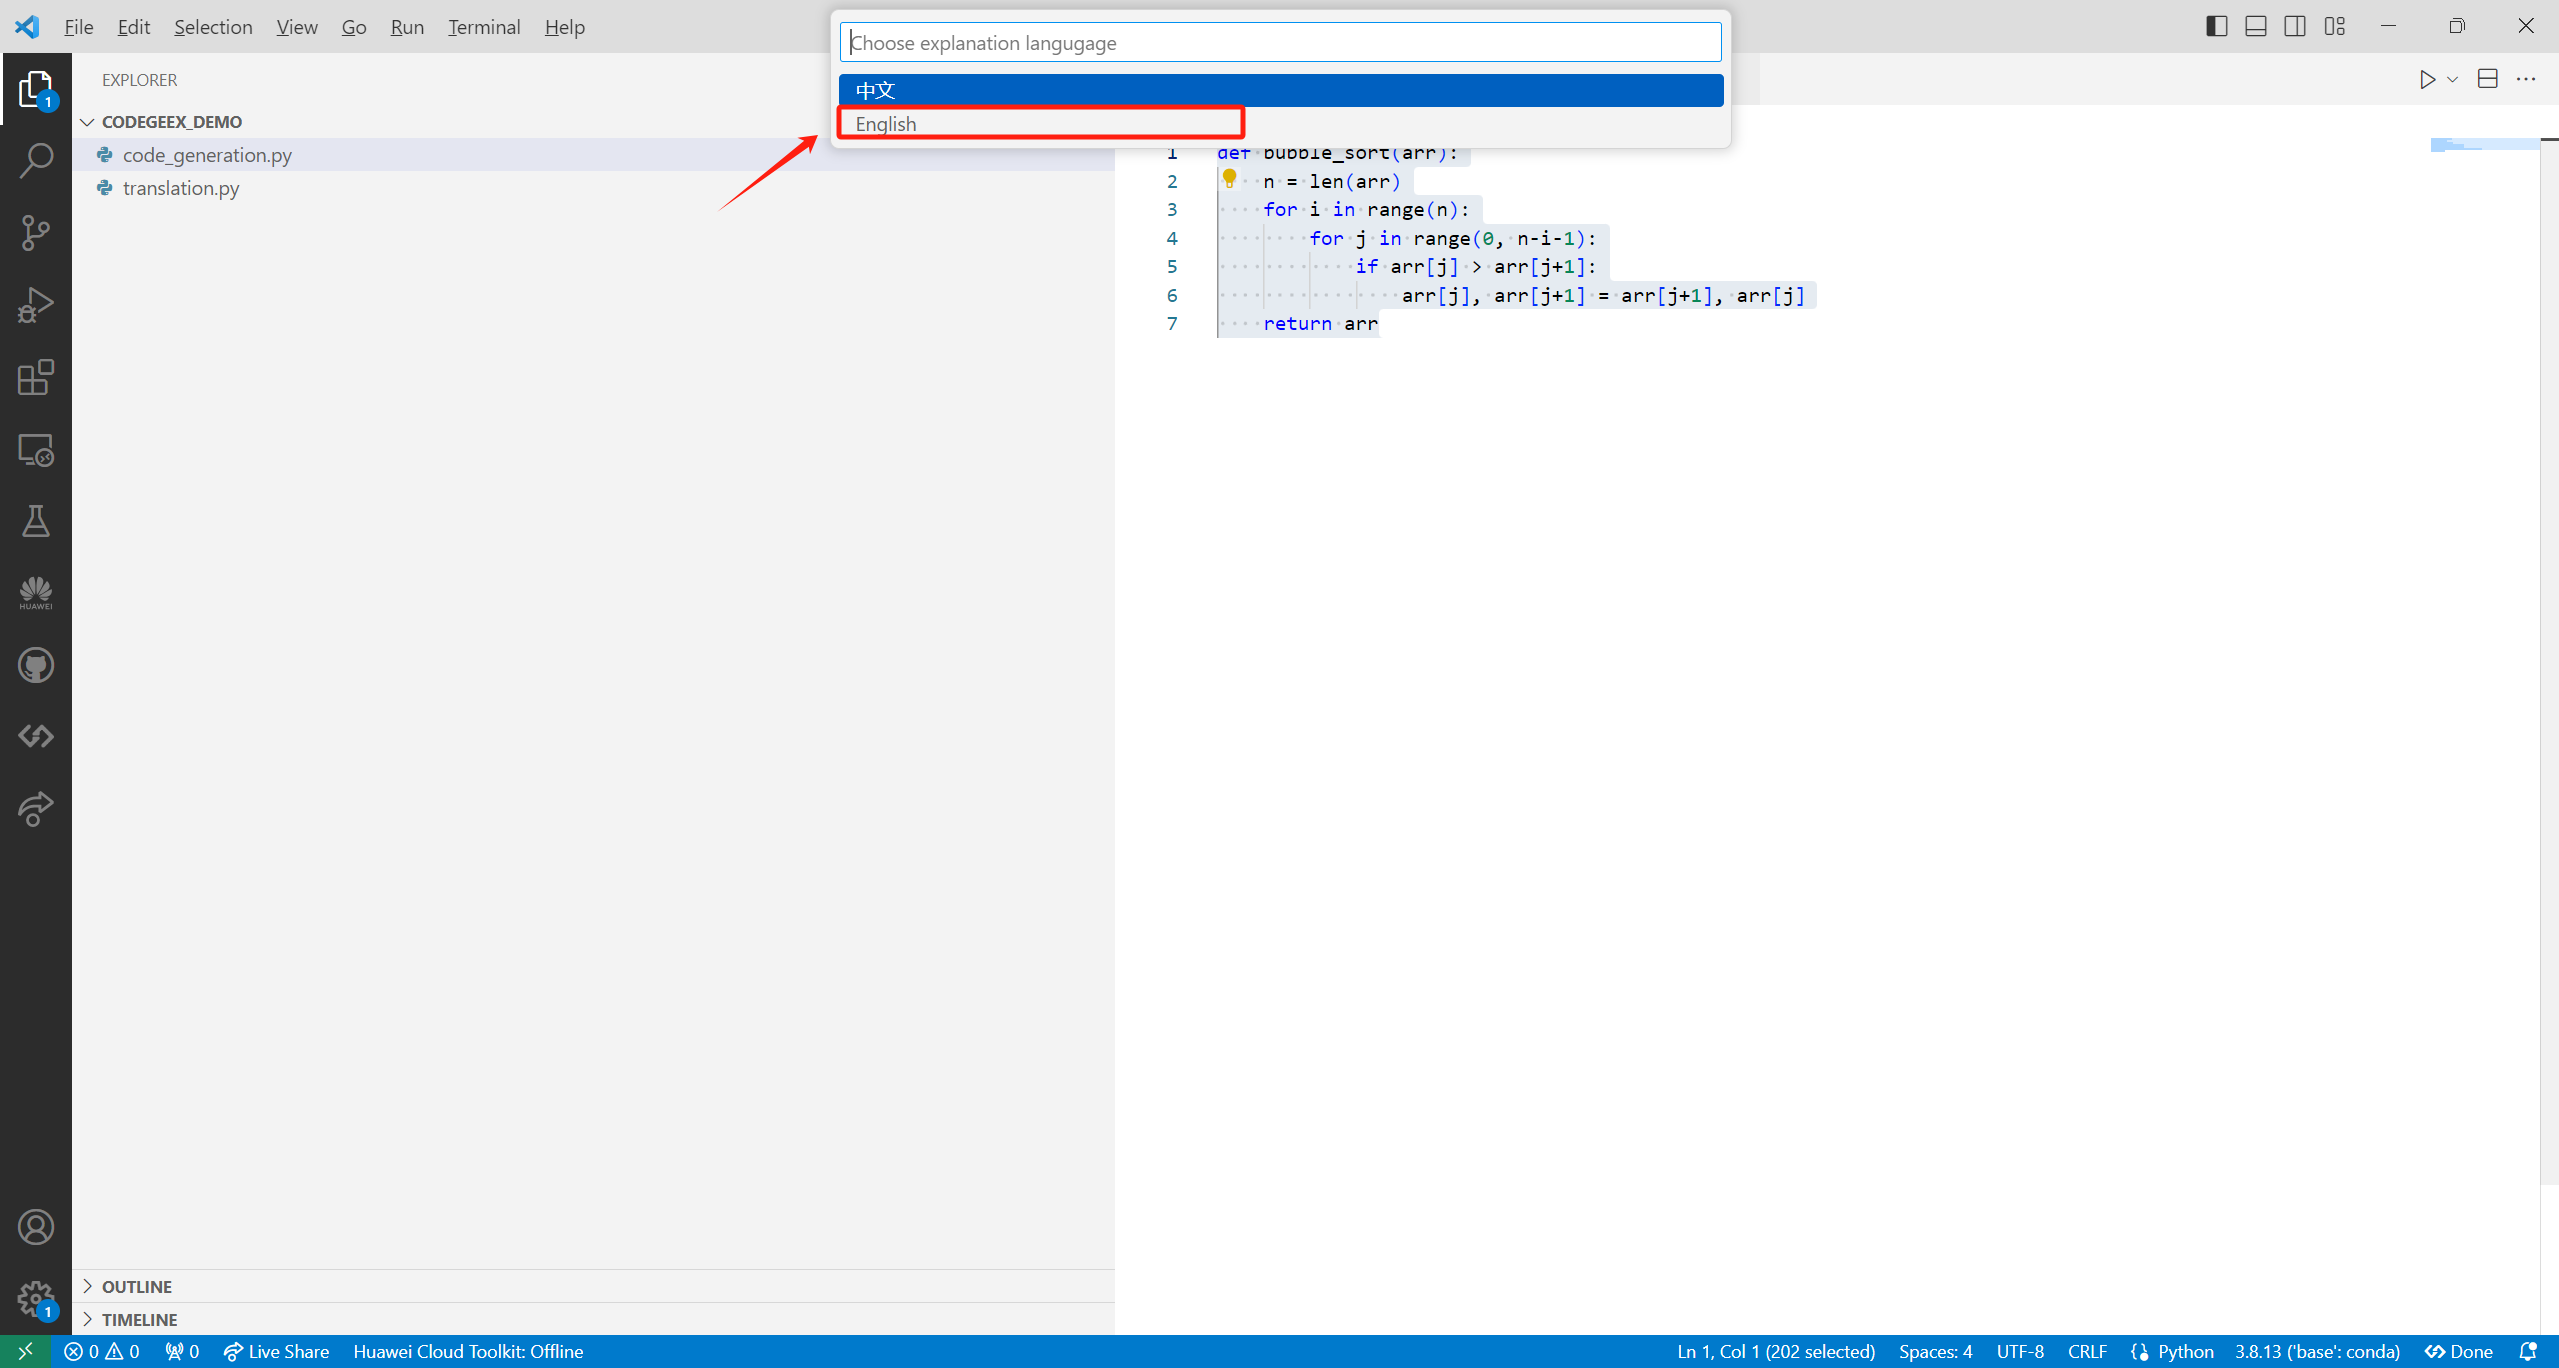 File Edit Selection View Go Run Terminal Help
Choose explanation langugage
中文
English
EXPLORER
CODEGEEX_DEMO
code_generation.py
translation.py
1 def bubble_sort(arr):
2 n = len(arr)
3 for i in range(n):
4 for j in range(0, n-i-1):
5 if arr[j] > arr[j+1]:
6 arr[j], arr[j+1] = arr[j+1], arr[j]
7 return arr
1
HUAWEI
OUTLINE
1
TIMELINE
0 0 0 Live Share Huawei Cloud Toolkit: Offline Ln 1, Col 1 (202 selected) Spaces: 4 UTF-8 CRLF Python 3.8.13 ('base': conda) Done